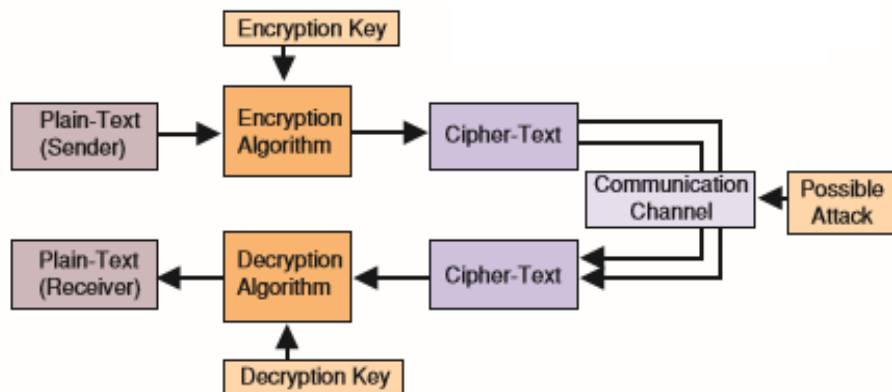 Encryption Key
Plain-Text
(Sender)
Encryption
Algorithm
Cipher-Text
Communication
Channel
Possible
Attack
Plain-Text
(Receiver)
Decryption
Algorithm
Cipher-Text
Decryption Key